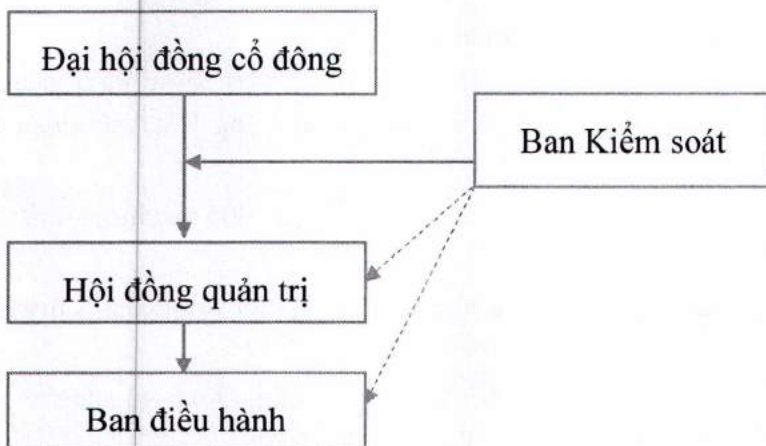 Đại hội đồng cổ đông
Ban Kiểm soát
Hội đồng quản trị
Ban điều hành